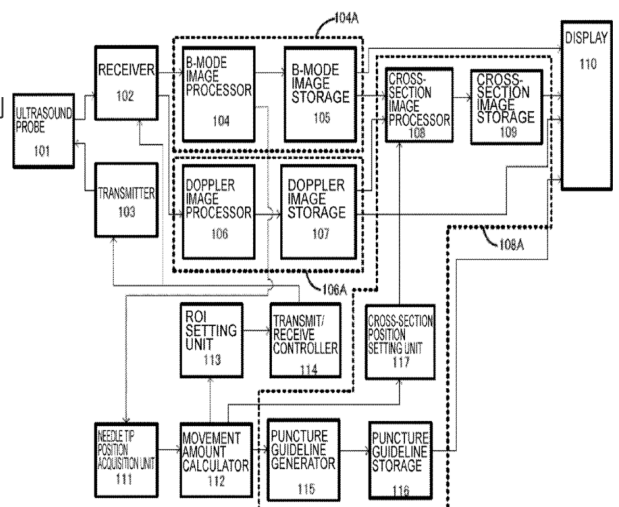 104A
DISPLAY
110
RECEIVER
102
B-MODE
IMAGE
PROCESSOR
104
B-MODE
IMAGE
STORAGE
105
CROSS-
SECTION
IMAGE
PROCESSOR
108
CROSS-
SECTION
IMAGE
STORAGE
109
ULTRASOUND
PROBE
101
TRANSMITTER
103
DOPPLER
IMAGE
PROCESSOR
106
DOPPLER
IMAGE
STORAGE
107
106A
108A
ROI
SETTING
UNIT
113
TRANSMIT/
RECEIVE
CONTROLLER
114
CROSS-SECTION
POSITION
SETTING UNIT
117
NEEDLE TIP
POSITION
ACQUISITION UNIT
111
MOVEMENT
AMOUNT
CALCULATOR
112
PUNCTURE
GUIDELINE
GENERATOR
115
PUNCTURE
GUIDELINE
STORAGE
116